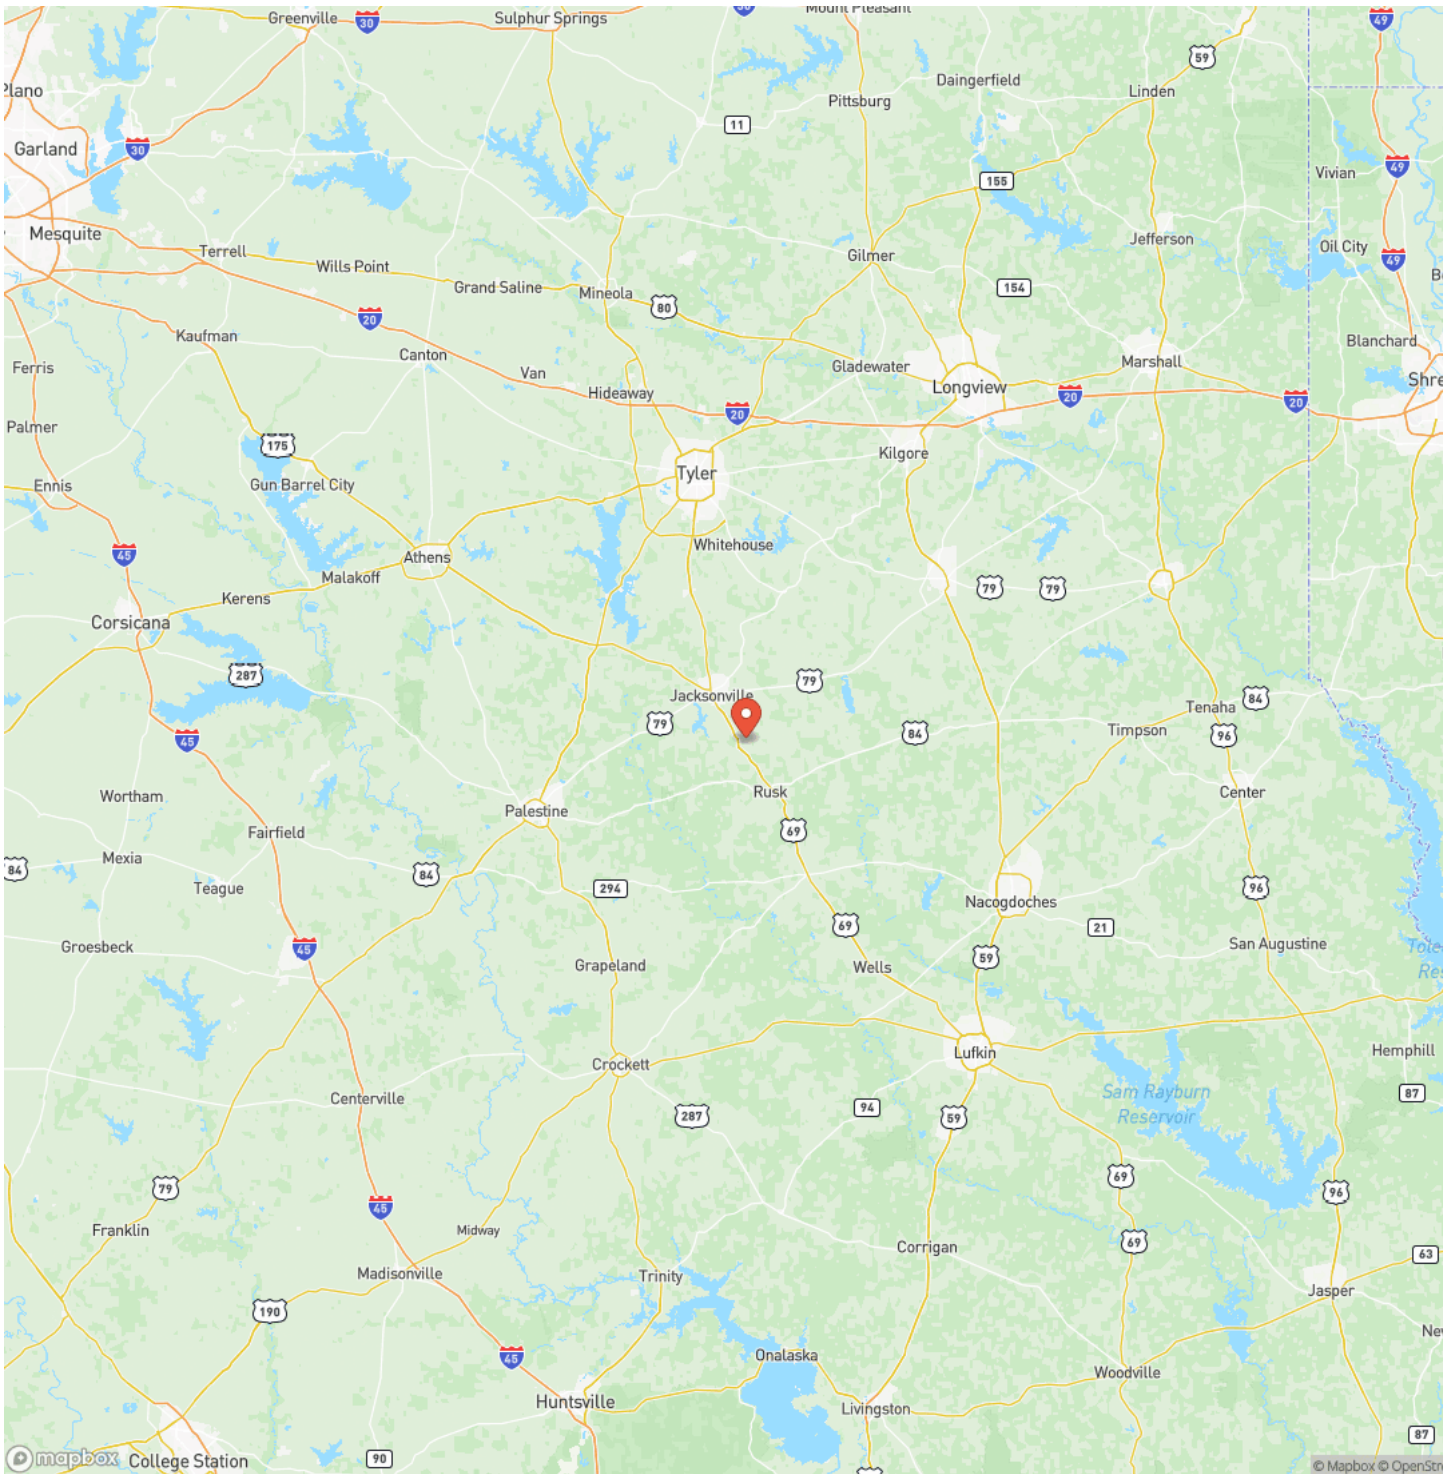 Greenville
30
Sulphur Springs
30
Mount Pleasant
49
59
Plano
Daingerfield
Linden
Pittsburg
11
Garland
30
49
Vivian
155
Mesquite
Jefferson
Oil City
Terrell
Gilmer
49
Wills Point
Grand Saline
Mineola
154
80
20
Kaufman
Blanchard
Canton
Marshall
Ferris
Van
Gladewater
Longview
Shre
Hideaway
20
20
20
Palmer
175
Kilgore
Tyler
Ennis
Gun Barrel City
Whitehouse
45
Athens
Malakoff
79
79
Kerens
Corsicana
287
79
Jacksonville
84
Tenaha
79
84
Timpson
96
45
Rusk
Center
Wortham
Palestine
Fairfield
69
Mexia
84
84
Teague
294
96
Nacogdoches
69
21
Groesbeck
45
San Augustine
59
Grapeland
Wells
Lufkin
Hemphill
Crockett
Sam Rayburn
Reservoir
87
Centerville
94
287
59
69
79
96
45
Franklin
Midway
69
Corrigan
63
Madisonville
Trinity
Jasper
190
Onalaska
45
Woodville
Huntsville
Livingston
87
mapbox
College Station
90
© Mapbox © OpenStr